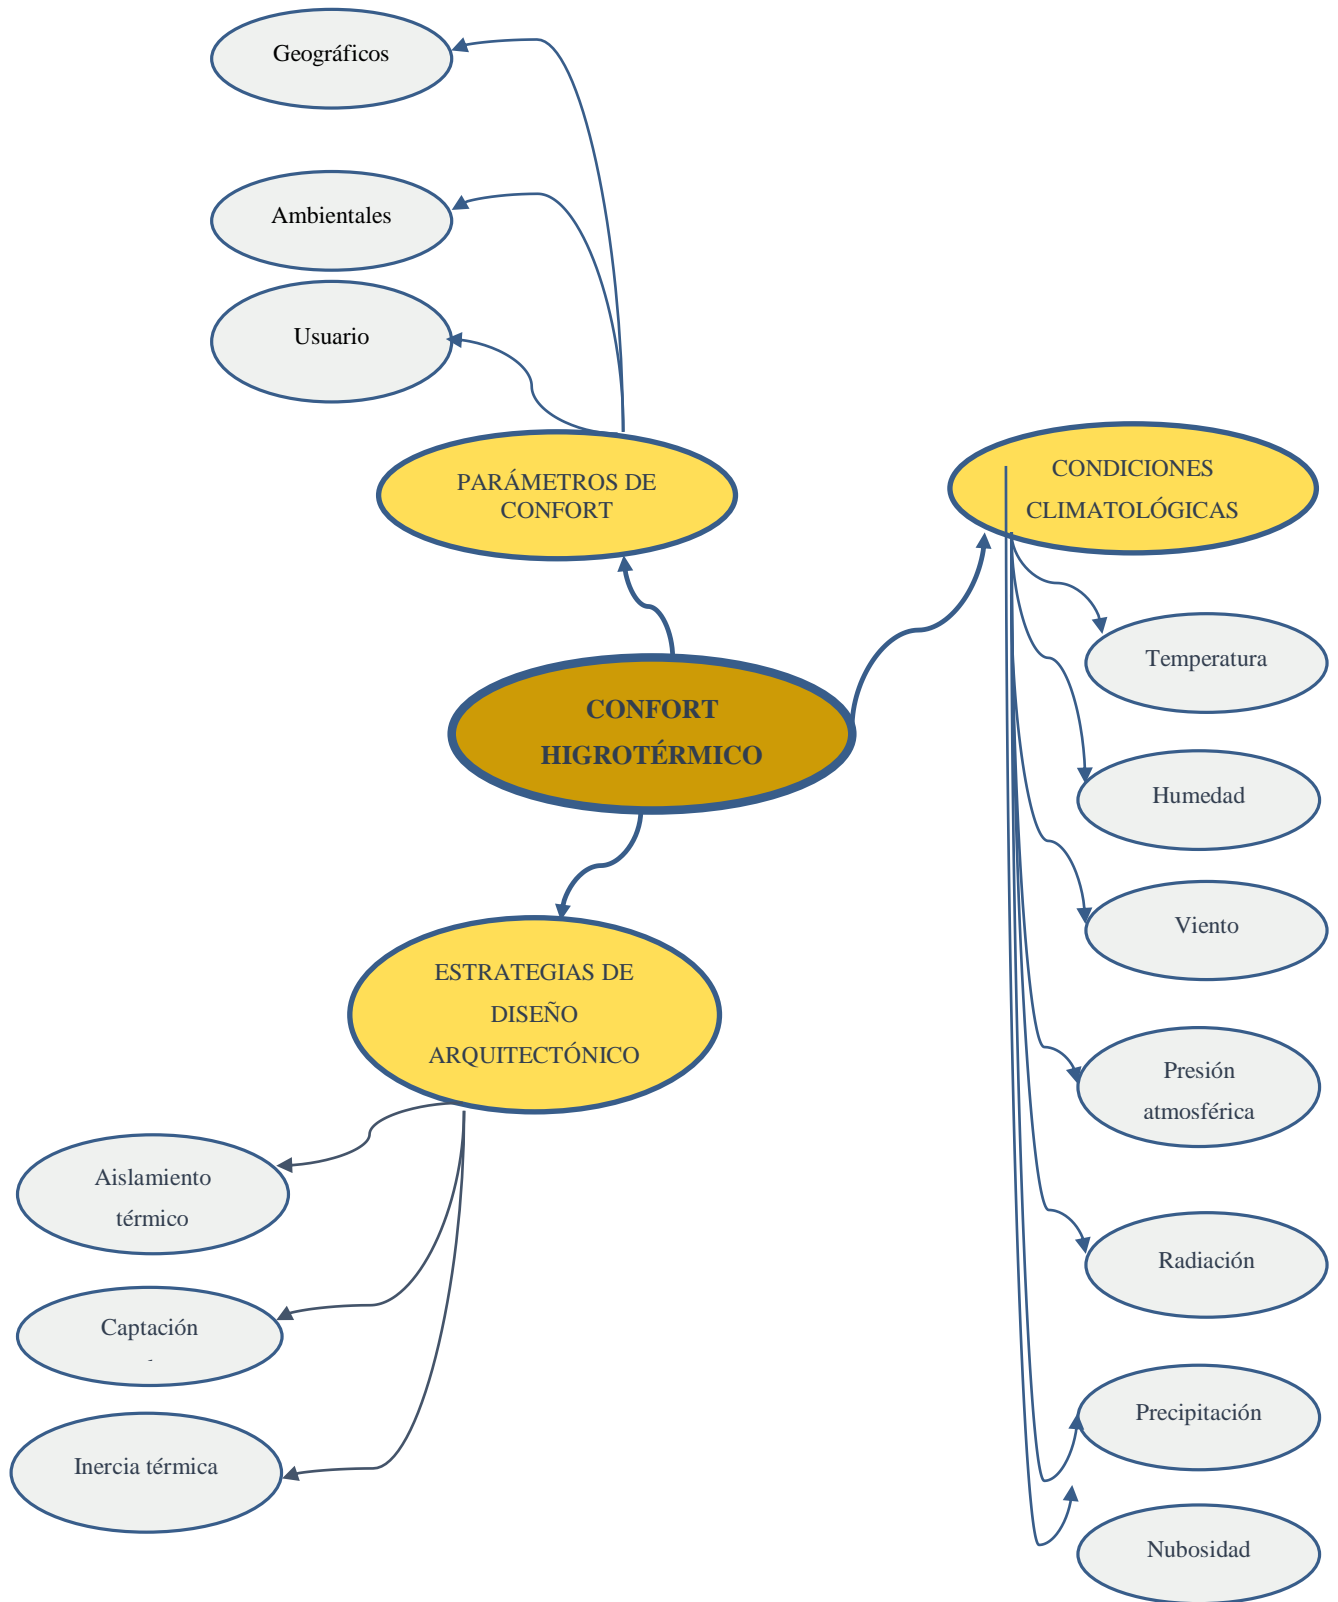 Geográficos
Ambientales
Usuario
PARÁMETROS DE
CONFORT
CONDICIONES
CLIMATOLÓGICAS
Temperatura
CONFORT
HIGROTÉRMICO
Humedad
Viento
ESTRATEGIAS DE
DISEÑO
ARQUITECTÓNICO
Presión
atmosférica
Aislamiento
térmico
Radiación
Captación
Precipitación
Inercia térmica
Nubosidad